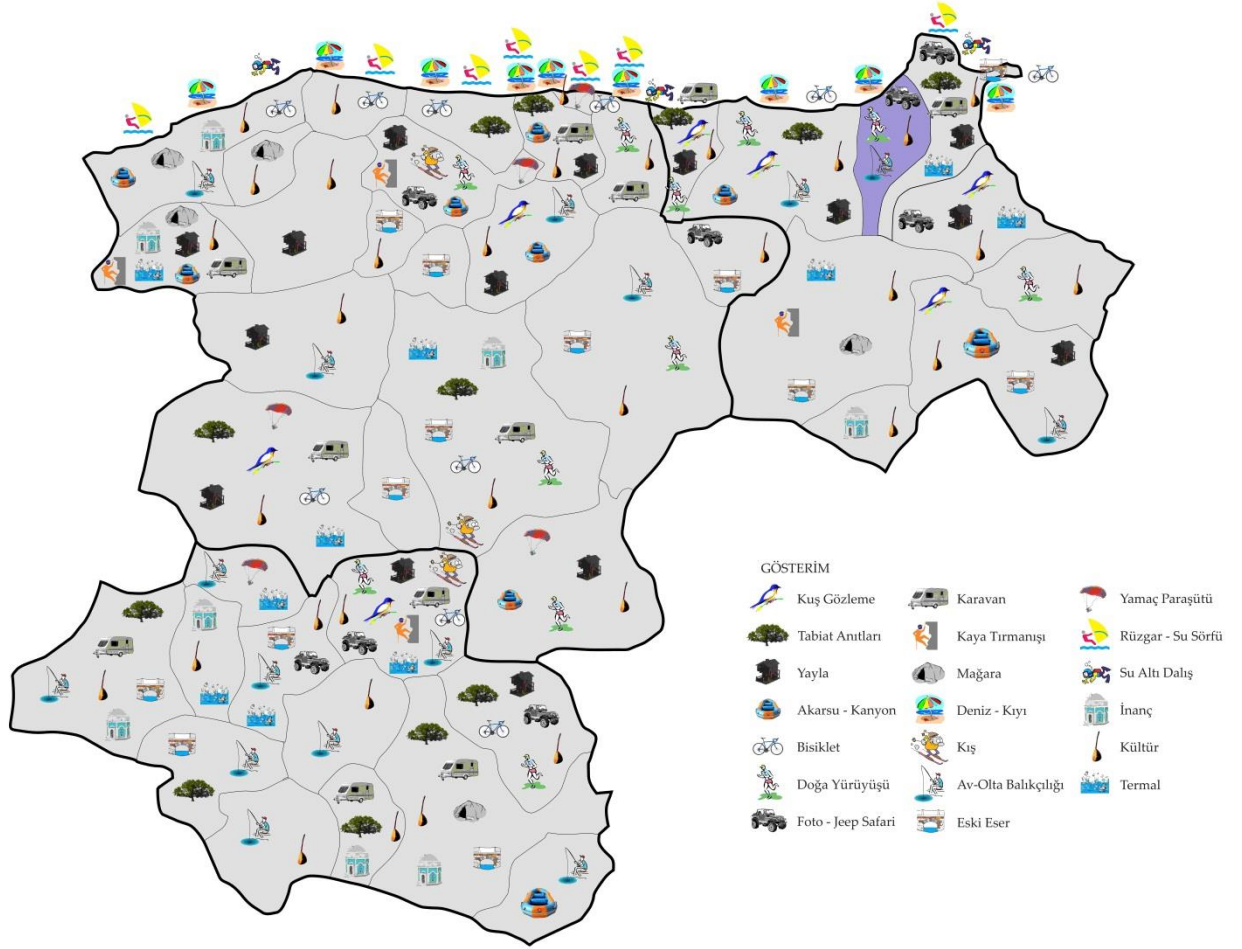 GÖSTERİM
Kuş Gözleme
Tabiat Anıtları
Yayla
Akarsu - Kanyon
Bisiklet
Doğa Yürüyüşü
Foto - Jeep Safari
Karavan
Kaya Tırmanışı
Mağara
Deniz - Kıyı
Kış
Av-Olta Balıkçılığı
Eski Eser
Yamaç Paraşütü
Rüzgar - Su Sörfü
Su Altı Dalış
İnanç
Kültür
Termal